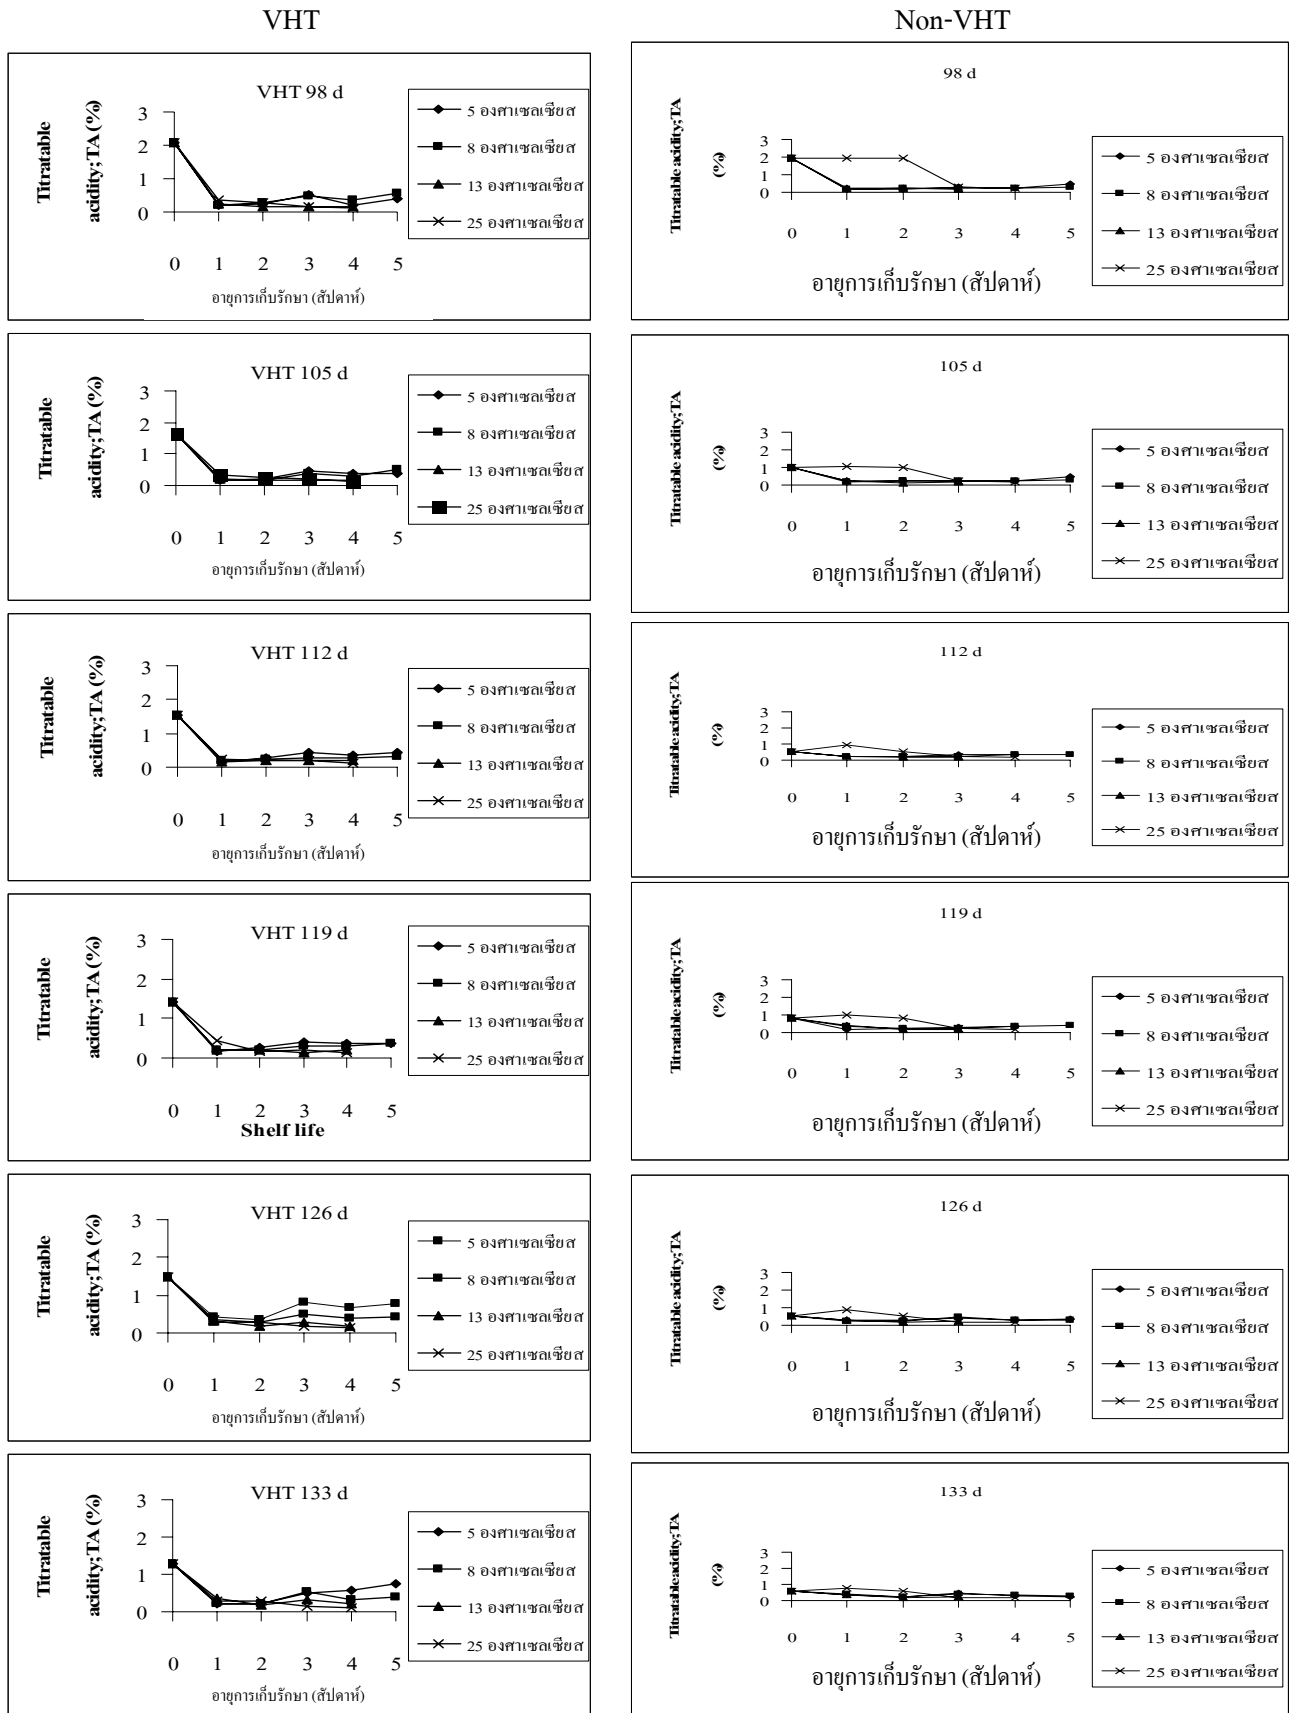 VHT
Non-VHT
VHT 98 d
Titratable
acidity;TA (%)
3
2
1
0
0 1 2 3 4 5
อายุการเก็บรักษา (สัปดาห์)
5 องศาเซลเซียส
8 องศาเซลเซียส
13 องศาเซลเซียส
25 องศาเซลเซียส
98 d
Titratable acidity;TA
(%)
3
2
1
0
0 1 2 3 4 5
อายุการเก็บรักษา (สัปดาห์)
5 องศาเซลเซียส
8 องศาเซลเซียส
13 องศาเซลเซียส
25 องศาเซลเซียส
VHT 105 d
Titratable
acidity;TA (%)
3
2
1
0
0 1 2 3 4 5
อายุการเก็บรักษา (สัปดาห์)
5 องศาเซลเซียส
8 องศาเซลเซียส
13 องศาเซลเซียส
25 องศาเซลเซียส
105 d
Titratable acidity;TA
(%)
3
2
1
0
0 1 2 3 4 5
อายุการเก็บรักษา (สัปดาห์)
5 องศาเซลเซียส
8 องศาเซลเซียส
13 องศาเซลเซียส
25 องศาเซลเซียส
VHT 112 d
Titratable
acidity;TA (%)
3
2
1
0
0 1 2 3 4 5
อายุการเก็บรักษา (สัปดาห์)
5 องศาเซลเซียส
8 องศาเซลเซียส
13 องศาเซลเซียส
25 องศาเซลเซียส
112 d
Titratable acidity;TA
(%)
3
2
1
0
0 1 2 3 4 5
อายุการเก็บรักษา (สัปดาห์)
5 องศาเซลเซียส
8 องศาเซลเซียส
13 องศาเซลเซียส
25 องศาเซลเซียส
VHT 119 d
Titratable
acidity;TA (%)
3
2
1
0
0 1 2 3 4 5
Shelf life
5 องศาเซลเซียส
8 องศาเซลเซียส
13 องศาเซลเซียส
25 องศาเซลเซียส
119 d
Titratable acidity;TA
(%)
3
2
1
0
0 1 2 3 4 5
อายุการเก็บรักษา (สัปดาห์)
5 องศาเซลเซียส
8 องศาเซลเซียส
13 องศาเซลเซียส
25 องศาเซลเซียส
VHT 126 d
Titratable
acidity;TA (%)
3
2
1
0
0 1 2 3 4 5
อายุการเก็บรักษา (สัปดาห์)
5 องศาเซลเซียส
8 องศาเซลเซียส
13 องศาเซลเซียส
25 องศาเซลเซียส
126 d
Titratable acidity;TA
(%)
3
2
1
0
0 1 2 3 4 5
อายุการเก็บรักษา (สัปดาห์)
5 องศาเซลเซียส
8 องศาเซลเซียส
13 องศาเซลเซียส
25 องศาเซลเซียส
VHT 133 d
Titratable
acidity;TA (%)
3
2
1
0
0 1 2 3 4 5
อายุการเก็บรักษา (สัปดาห์)
5 องศาเซลเซียส
8 องศาเซลเซียส
13 องศาเซลเซียส
25 องศาเซลเซียส
133 d
Titratable acidity;TA
(%)
3
2
1
0
0 1 2 3 4 5
อายุการเก็บรักษา (สัปดาห์)
5 องศาเซลเซียส
8 องศาเซลเซียส
13 องศาเซลเซียส
25 องศาเซลเซียส